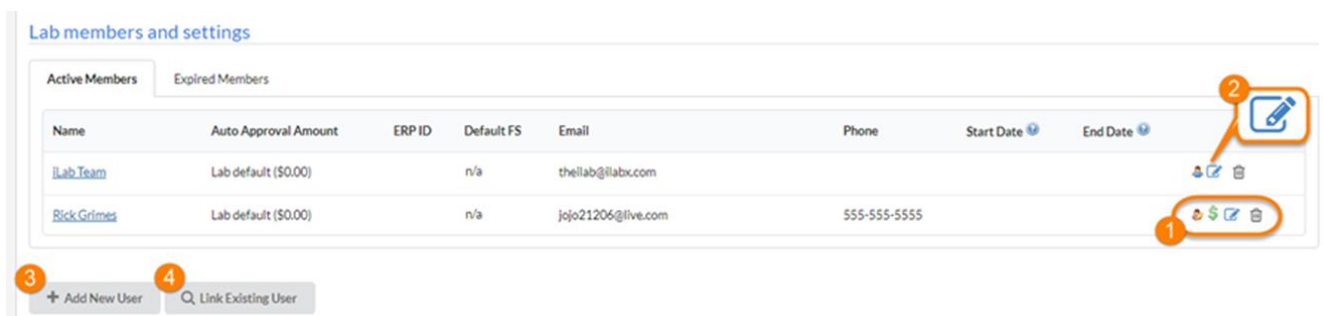 Lab members and settings
Active Members Expired Members
2
Name Auto Approval Amount ERP ID Default FS Email Phone Start Date End Date
iLab Team Lab default ($0.00) n/a theilab@ilabx.com
Rick Grimes Lab default ($0.00) n/a jojo21206@live.com 555-555-5555 $
1
3 4
+ Add New User Link Existing User